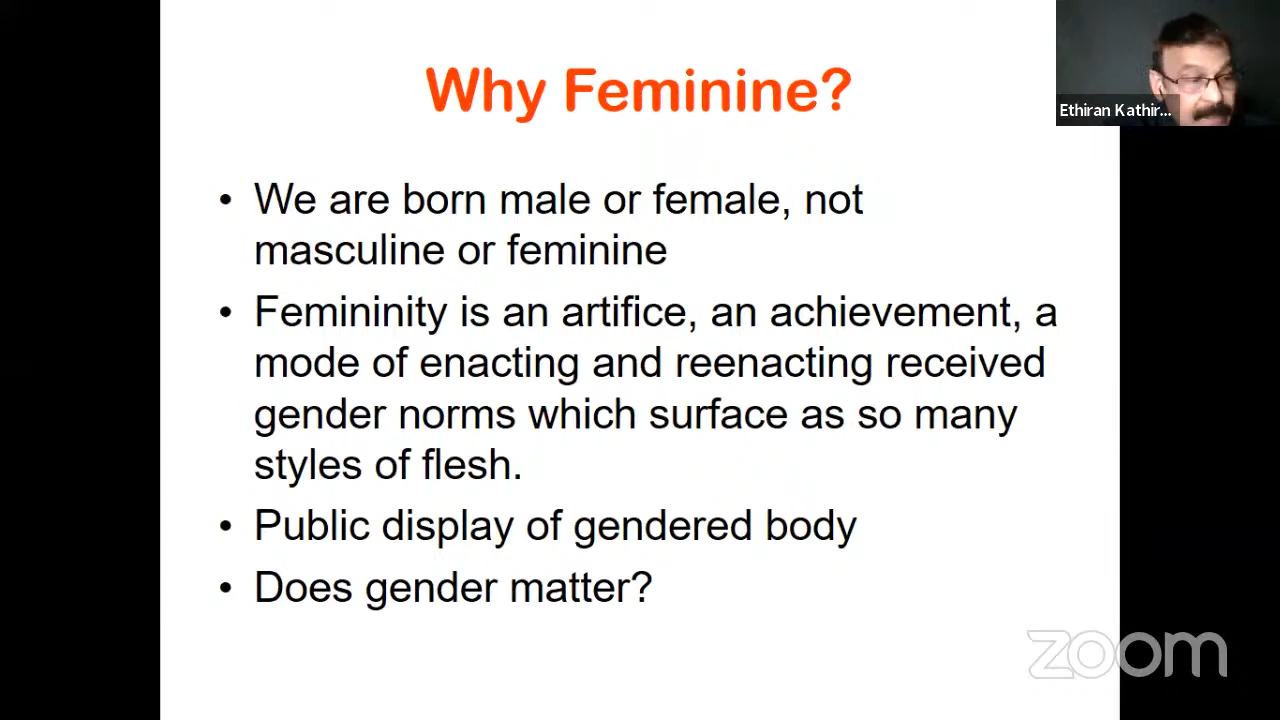 Why Feminine?
Ethiran Kathir...
• We are born male or female, not
masculine or feminine
• Femininity is an artifice, an achievement, a
mode of enacting and reenacting received
gender norms which surface as so many
styles of flesh.
• Public display of gendered body
• Does gender matter?
zoom